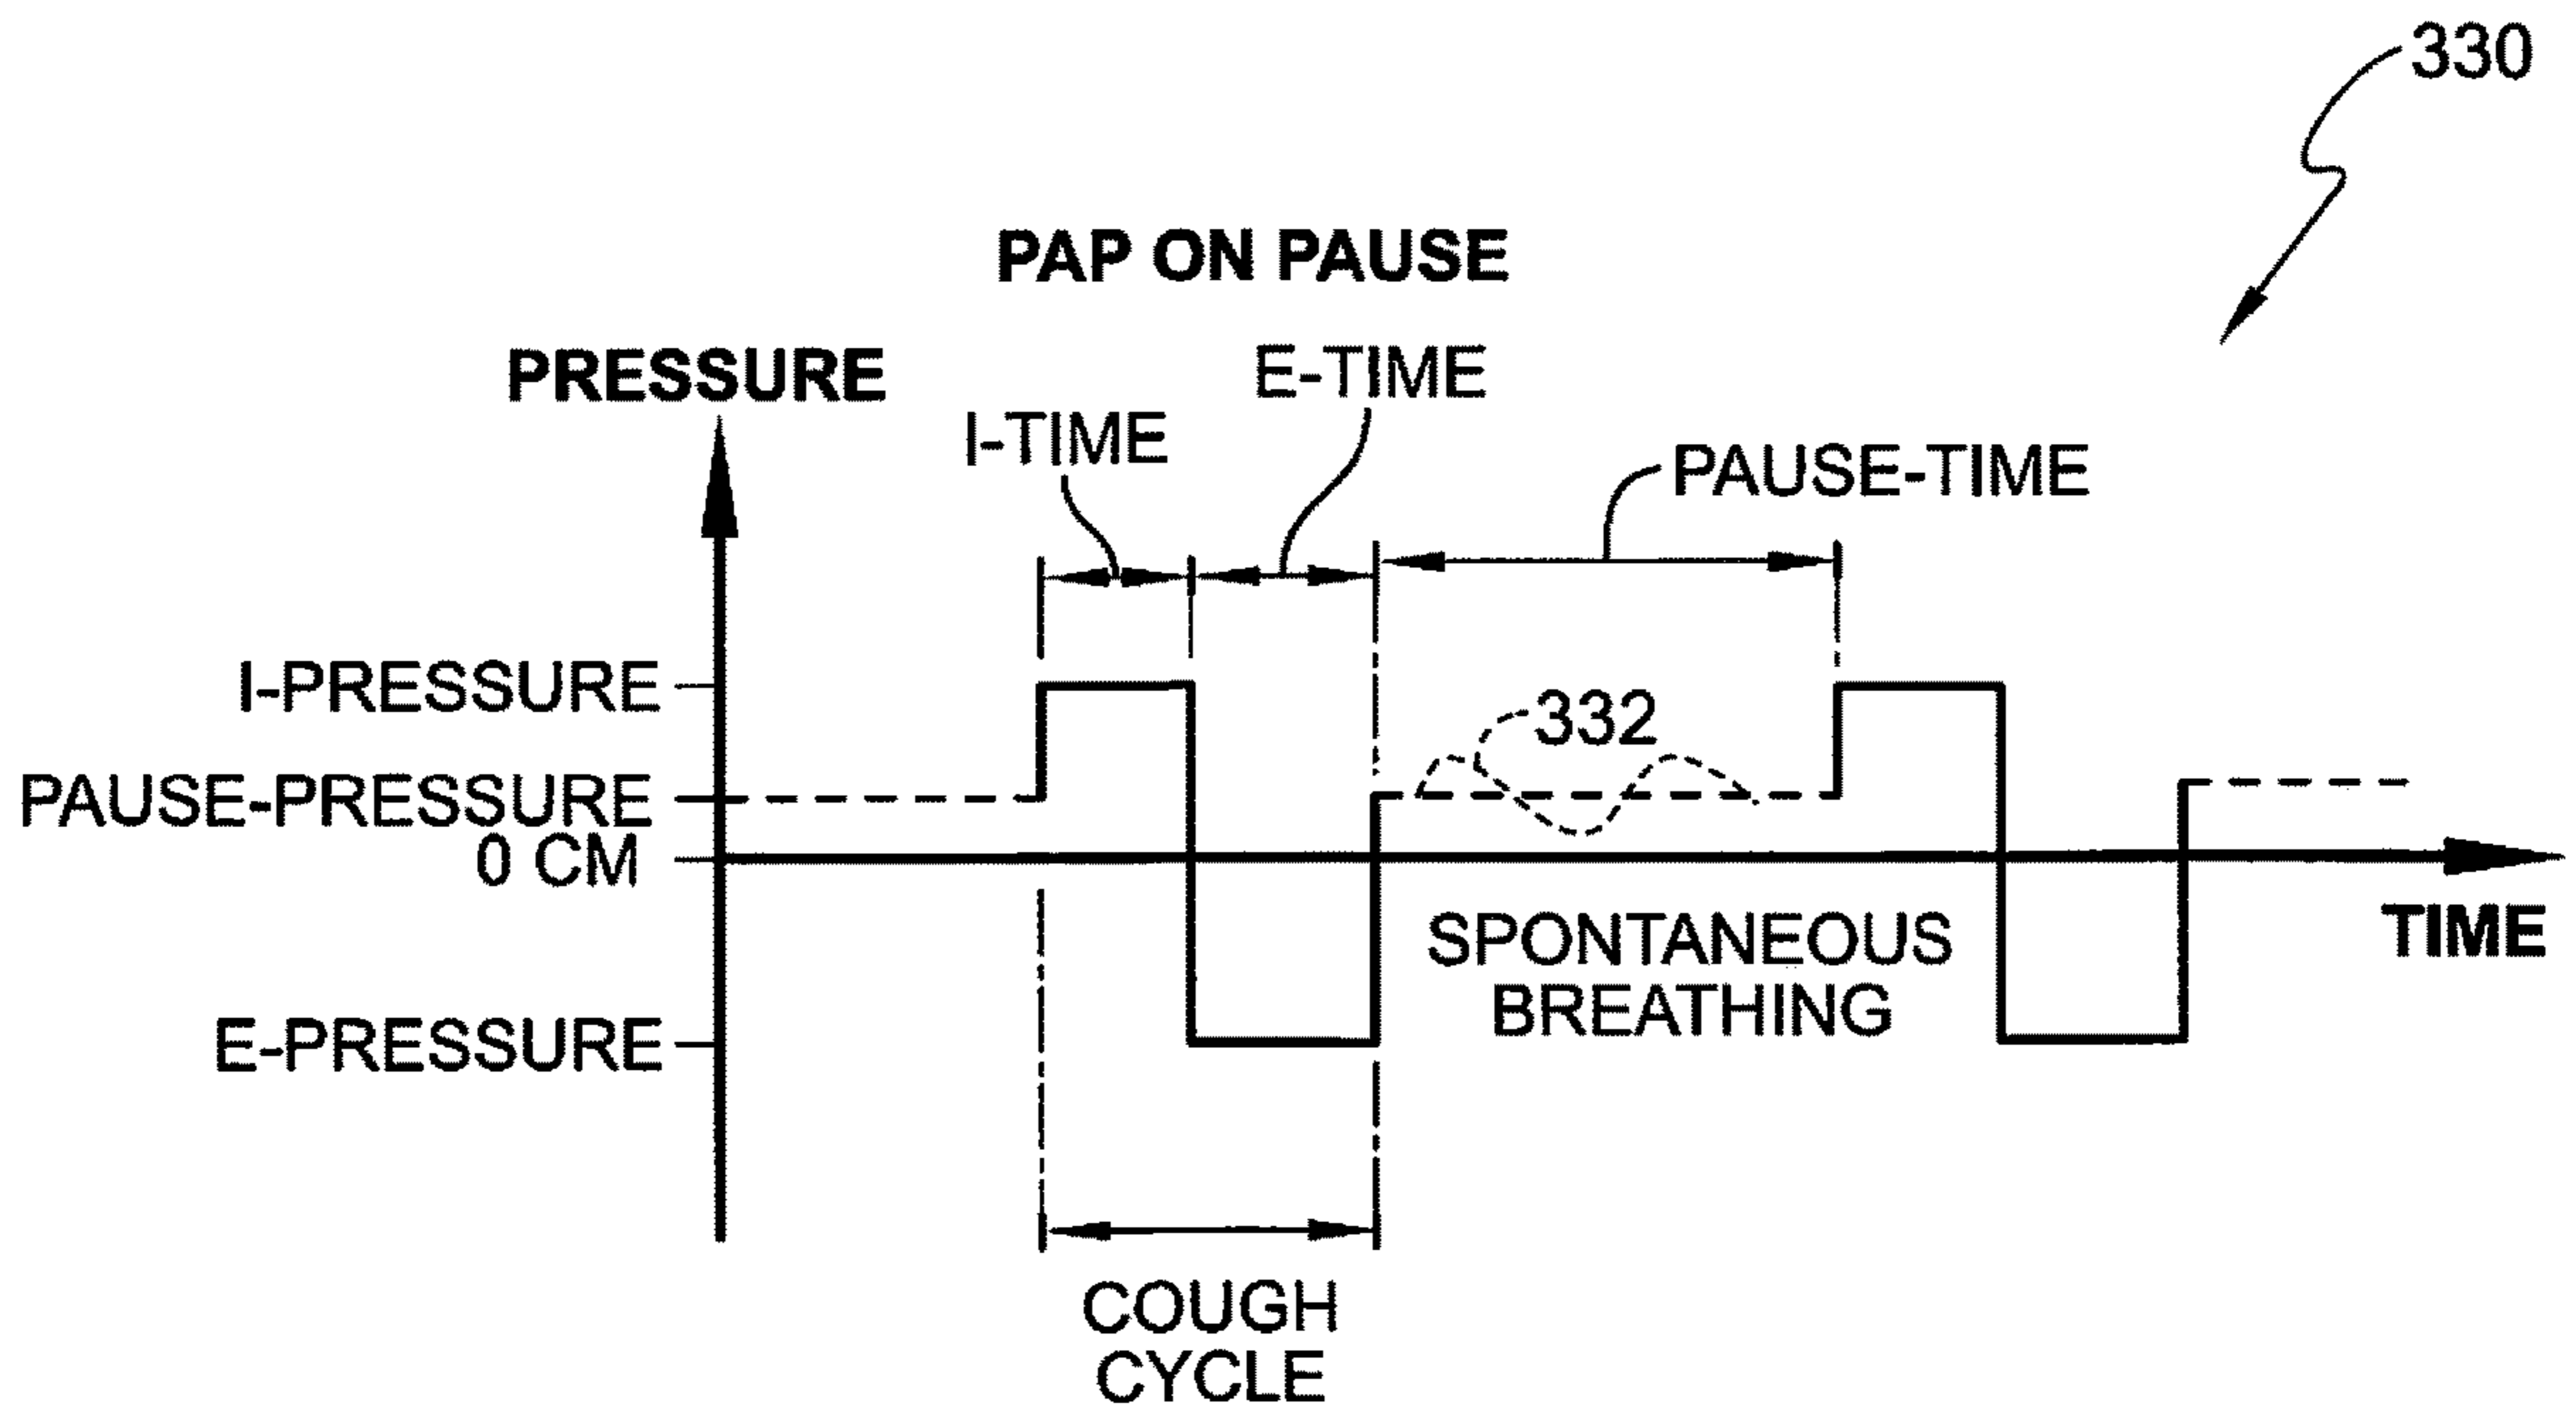 330
PAP ON PAUSE
PRESSURE
E-TIME
I-TIME
PAUSE-TIME
I-PRESSURE
332
PAUSE-PRESSURE
0 CM
SPONTANEOUS
BREATHING
TIME
E-PRESSURE
COUGH
CYCLE